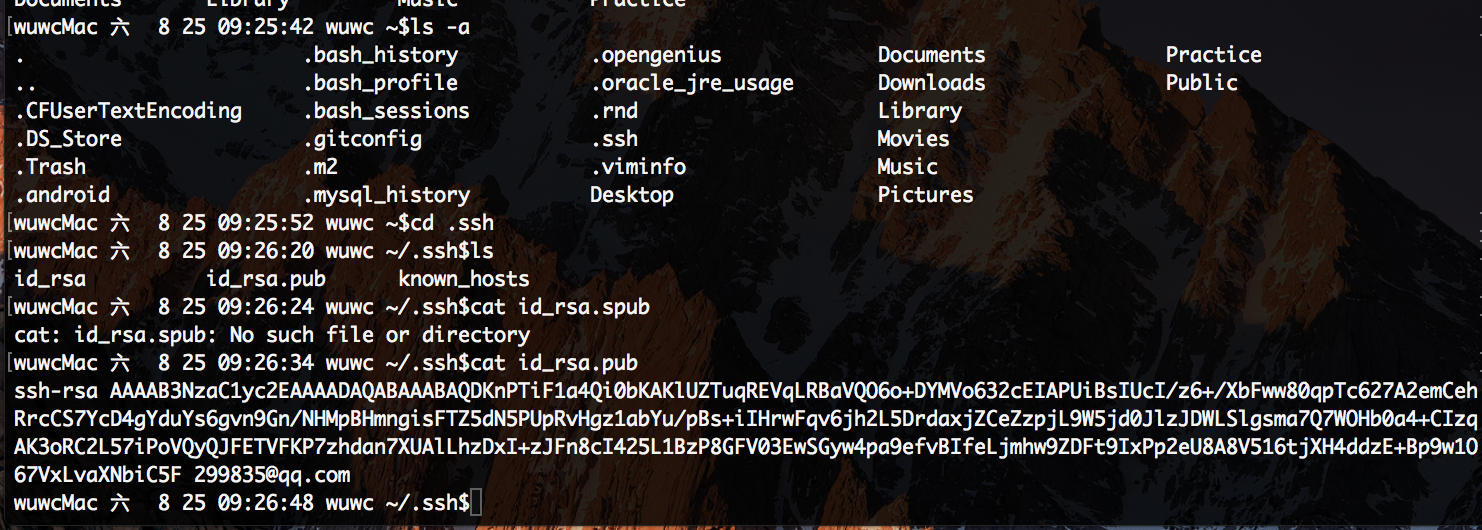 Documents Library Music Practice
[wuwcMac 六  8 25 09:25:42 wuwc ~$ls -a
. .bash_history .opengenius Documents Practice
.. .bash_profile .oracle_jre_usage Downloads Public
.CFUserTextEncoding .bash_sessions .rnd Library
.DS_Store .gitconfig .ssh Movies
.Trash .m2 .viminfo Music
.android .mysql_history Desktop Pictures
[wuwcMac 六  8 25 09:25:52 wuwc ~$cd .ssh
[wuwcMac 六  8 25 09:26:20 wuwc ~/.ssh$ls
id_rsa id_rsa.pub known_hosts
[wuwcMac 六  8 25 09:26:24 wuwc ~/.ssh$cat id_rsa.spub
cat: id_rsa.spub: No such file or directory
[wuwcMac 六  8 25 09:26:34 wuwc ~/.ssh$cat id_rsa.pub
ssh-rsa AAAAB3NzaC1yc2EAAAADAQABAAABAQDKnPTiF1a4Qi0bKAKlUZTuqREVqLRBaVQO6o+DYMVo632cEIAPUiBsIUcI/z6+/XbFww80qpTc627A2emCeh
RrcCS7YcD4gYduYs6gvn9Gn/NHMpBHmngisFTZ5dN5PUpRvHgz1abYu/pBs+iIHrwFqv6jh2L5DrdaxjZCeZzpjL9W5jd0JlzJDWLSlgsma7Q7WOHb0a4+CIzq
AK3oRC2L57iPoVQyQJFETVFKP7zhdan7XUAlLhzDxI+zJFn8cI425L1BzP8GFV03EwSGyw4pa9efvBIfeLjmhw9ZDFt9IxPp2eU8A8V516tjXH4ddzE+Bp9w1O
67VxLvaXNbiC5F 299835@qq.com
wuwcMac 六  8 25 09:26:48 wuwc ~/.ssh$